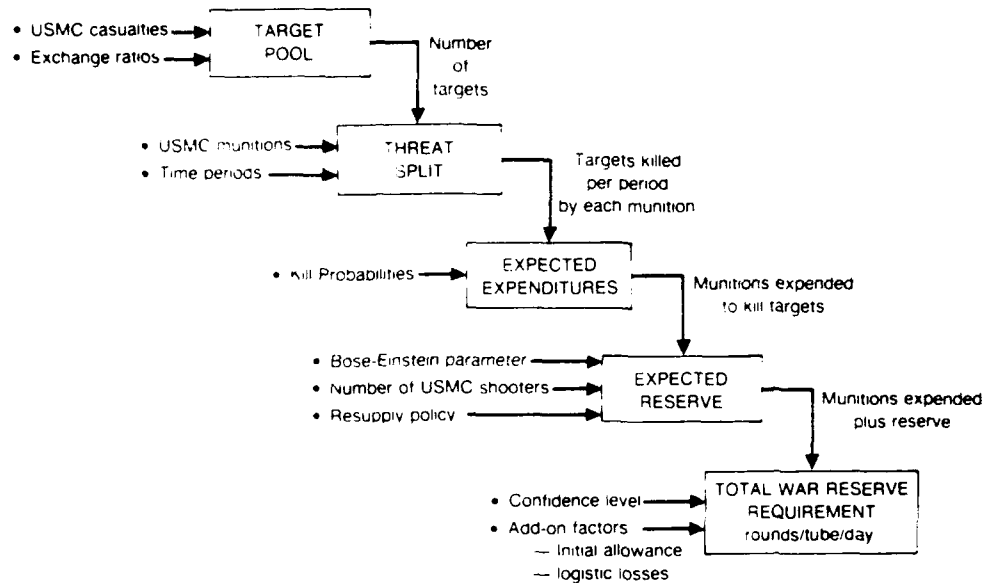 • USMC casualties
• Exchange ratios
TARGET
POOL
Number
of
targets
• USMC munitions
• Time periods
THREAT
SPLIT
Targets killed
per period
by each munition
• Kill Probabilities
EXPECTED
EXPENDITURES
Munitions expended
to kill targets
• Bose-Einstein parameter
• Number of USMC shooters
• Resupply policy
EXPECTED
RESERVE
Munitions expended
plus reserve
• Confidence level
• Add-on factors
— Initial allowance
— logistic losses
TOTAL WAR RESERVE
REQUIREMENT
rounds/tube/day